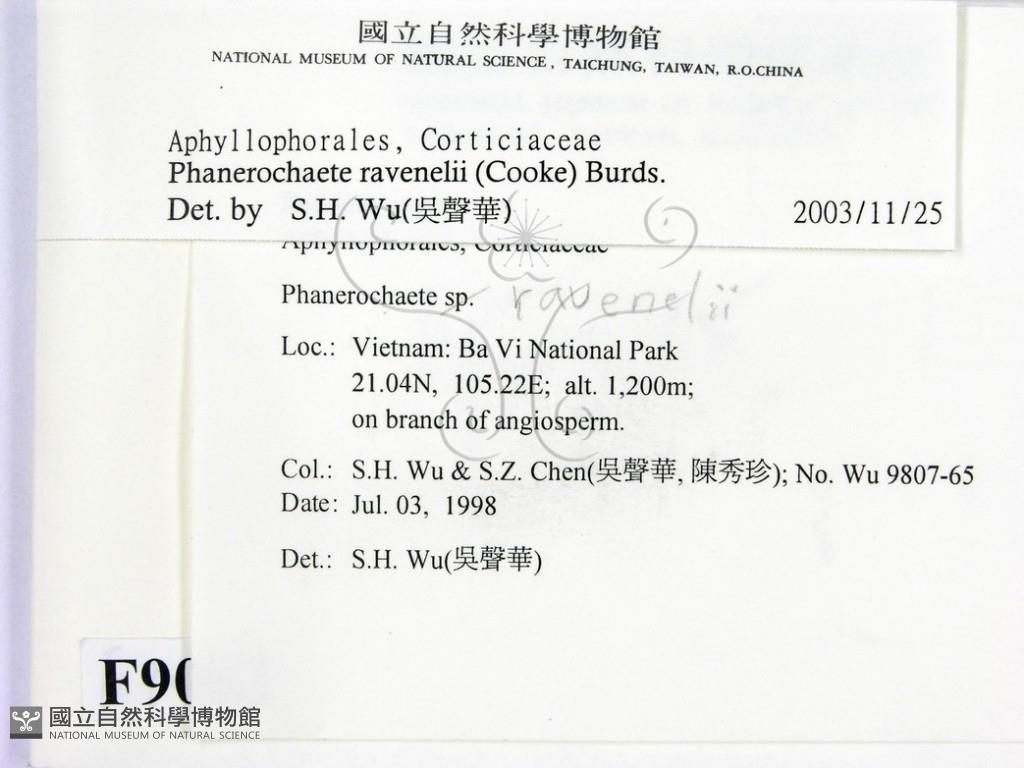 國立自然科學博物館
NATIONAL MUSEUM OF NATURAL SCIENCE, TAICHUNG, TAIWAN, R.O.CHINA
Aphyllophorales, Corticiaceae
Phanerochaete ravenelii (Cooke) Burds.
Det. by S.H. Wu(吳聲華) 2003/11/25
Aphyllophorales, Corticiaceae
Phanerochaete sp. ravenelii
Loc.: Vietnam: Ba Vi National Park
21.04N, 105.22E; alt. 1,200m;
on branch of angiosperm.
Col.: S.H. Wu & S.Z. Chen(吳聲華, 陳秀珍); No. Wu 9807-65
Date: Jul. 03, 1998
Det.: S.H. Wu(吳聲華)
F90
國立自然科學博物館
NATIONAL MUSEUM OF NATURAL SCIENCE